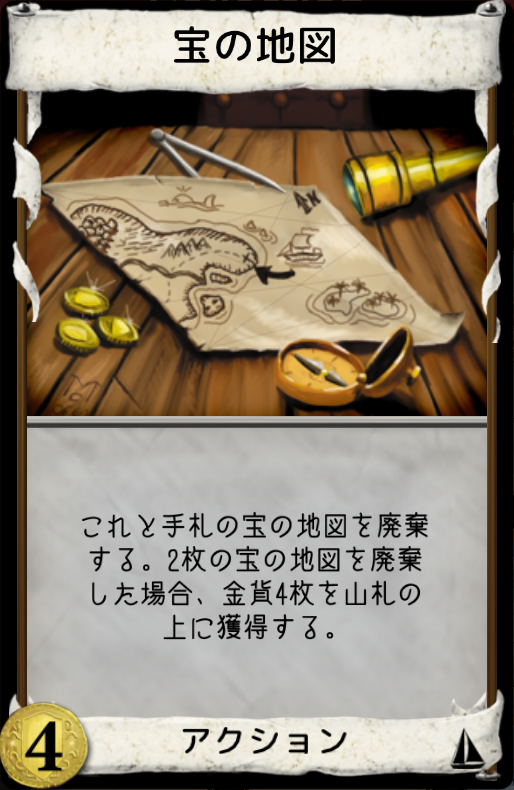 宝の地図
これと手札の宝の地図を廃棄
する。2枚の宝の地図を廃棄
した場合、金貨4枚を山札の
上に獲得する。
4
アクション